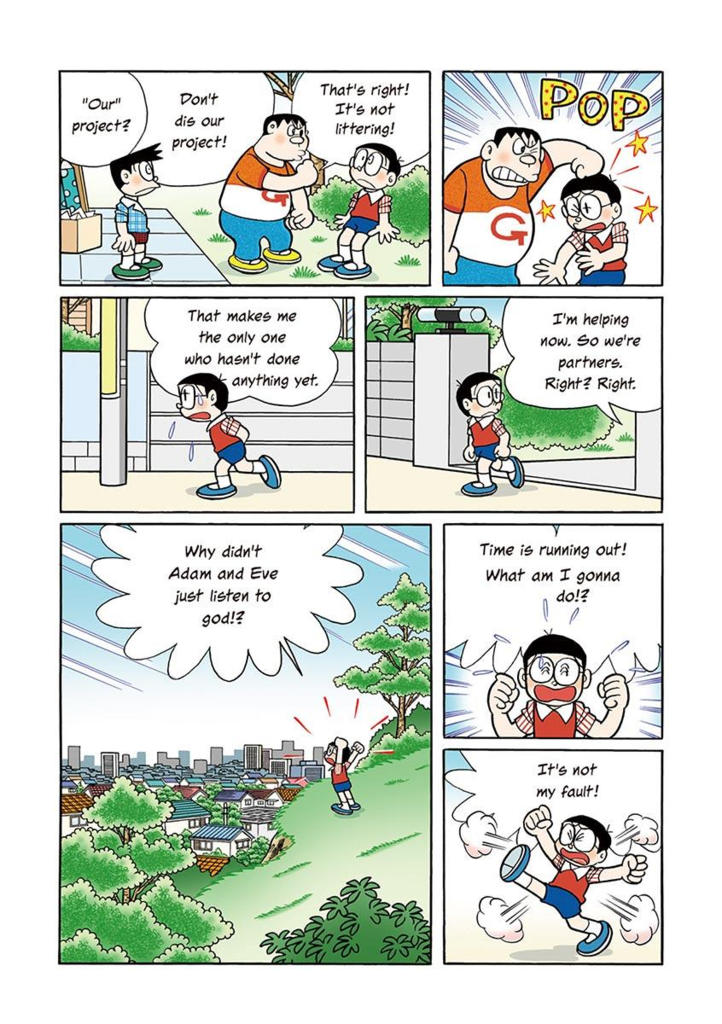 "Our"
project?
Don't
dis our
project!
That's right!
It's not
littering!
G
POP
G
That makes me
the only one
who hasn't done
anything yet.
I'm helping
now. So we're
partners.
Right? Right.
Why didn't
Adam and Eve
just listen to
god!?
Time is running out!
What am I gonna
do!?
It's not
my fault!